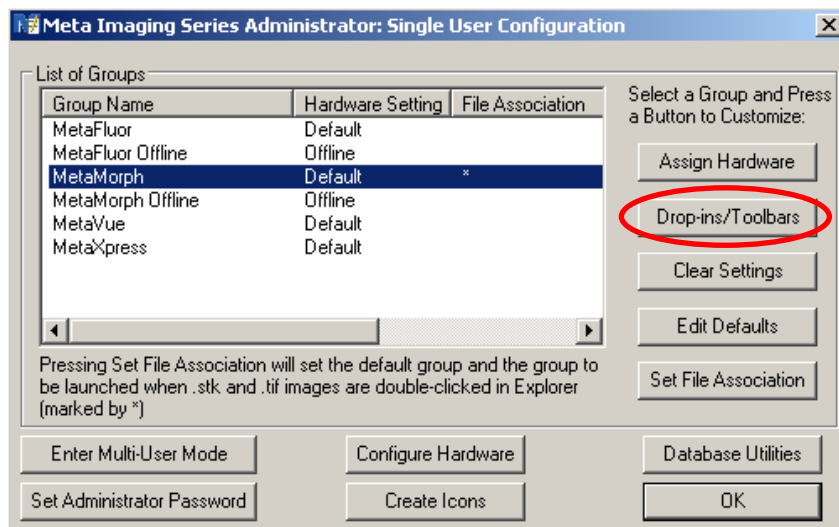 Meta Imaging Series Administrator: Single User Configuration
List of Groups
Group Name Hardware Setting File Association
MetaFluor Default
MetaFluor Offline Offline
MetaMorph Default *
MetaMorph Offline Offline
MetaVue Default
MetaXpress Default
Pressing Set File Association will set the default group and the group to
be launched when .stk and .tif images are double-clicked in Explorer
(marked by *)
Select a Group and Press
a Button to Customize:
Assign Hardware
Drop-ins/Toolbars
Clear Settings
Edit Defaults
Set File Association
Enter Multi-User Mode Configure Hardware Database Utilities
Set Administrator Password Create Icons OK